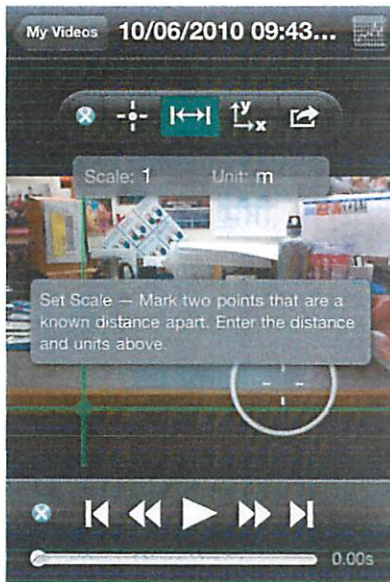 My Videos
10/06/2010 09:43...
y
x
Scale: 1 Unit: m
Set Scale — Mark two points that are a
known distance apart. Enter the distance
and units above.
0.00s